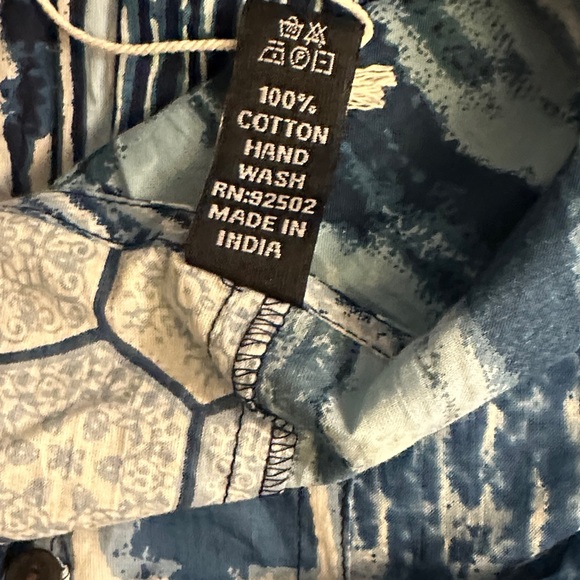 100%
COTTON
HAND
WASH
RN:92502
MADE IN
INDIA